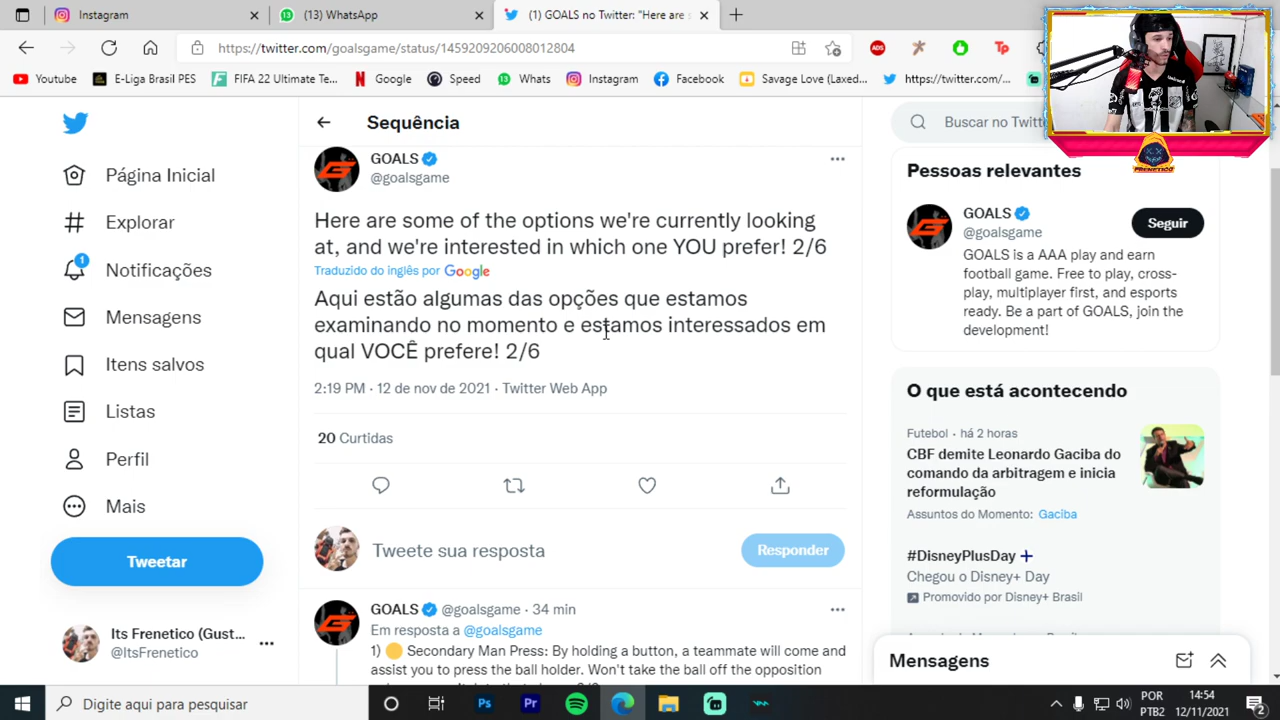 Instagram
(13) WhatsApp
(1) GOALS no Twitter: "Here are s
https://twitter.com/goalsgame/status/1459209206008012804
Youtube
E-Liga Brasil PES
FIFA 22 Ultimate Te...
Google
Speed
Whats
Instagram
Facebook
Savage Love (Laxed...
https://twitter.com/...
Página Inicial
Explorar
1
Notificações
Mensagens
Itens salvos
Listas
Perfil
Mais
Tweetar
Its Frenetico (Gust...
@ItsFrenetico
Sequência
GOALS
@goalsgame
Here are some of the options we're currently looking
at, and we're interested in which one YOU prefer! 2/6
Traduzido do inglês por Google
Aqui estão algumas das opções que estamos
examinando no momento e estamos interessados em
qual VOCÊ prefere! 2/6
2:19 PM · 12 de nov de 2021 · Twitter Web App
20 Curtidas
Tweete sua resposta
Responder
GOALS @goalsgame · 34 min
Em resposta a @goalsgame
1) Secondary Man Press: By holding a button, a teammate will come and
assist you to press the ball holder. Won't take the ball off the opposition
Buscar no Twitt
FRENETICO
Pessoas relevantes
GOALS
@goalsgame
Seguir
GOALS is a AAA play and earn
football game. Free to play, cross-
play, multiplayer first, and esports
ready. Be a part of GOALS, join the
development!
O que está acontecendo
Futebol · há 2 horas
CBF demite Leonardo Gaciba do
comando da arbitragem e inicia
reformulação
Assuntos do Momento: Gaciba
#DisneyPlusDay
Chegou o Disney+ Day
Promovido por Disney+ Brasil
Mensagens
Digite aqui para pesquisar
POR
PTB2
14:54
12/11/2021
2